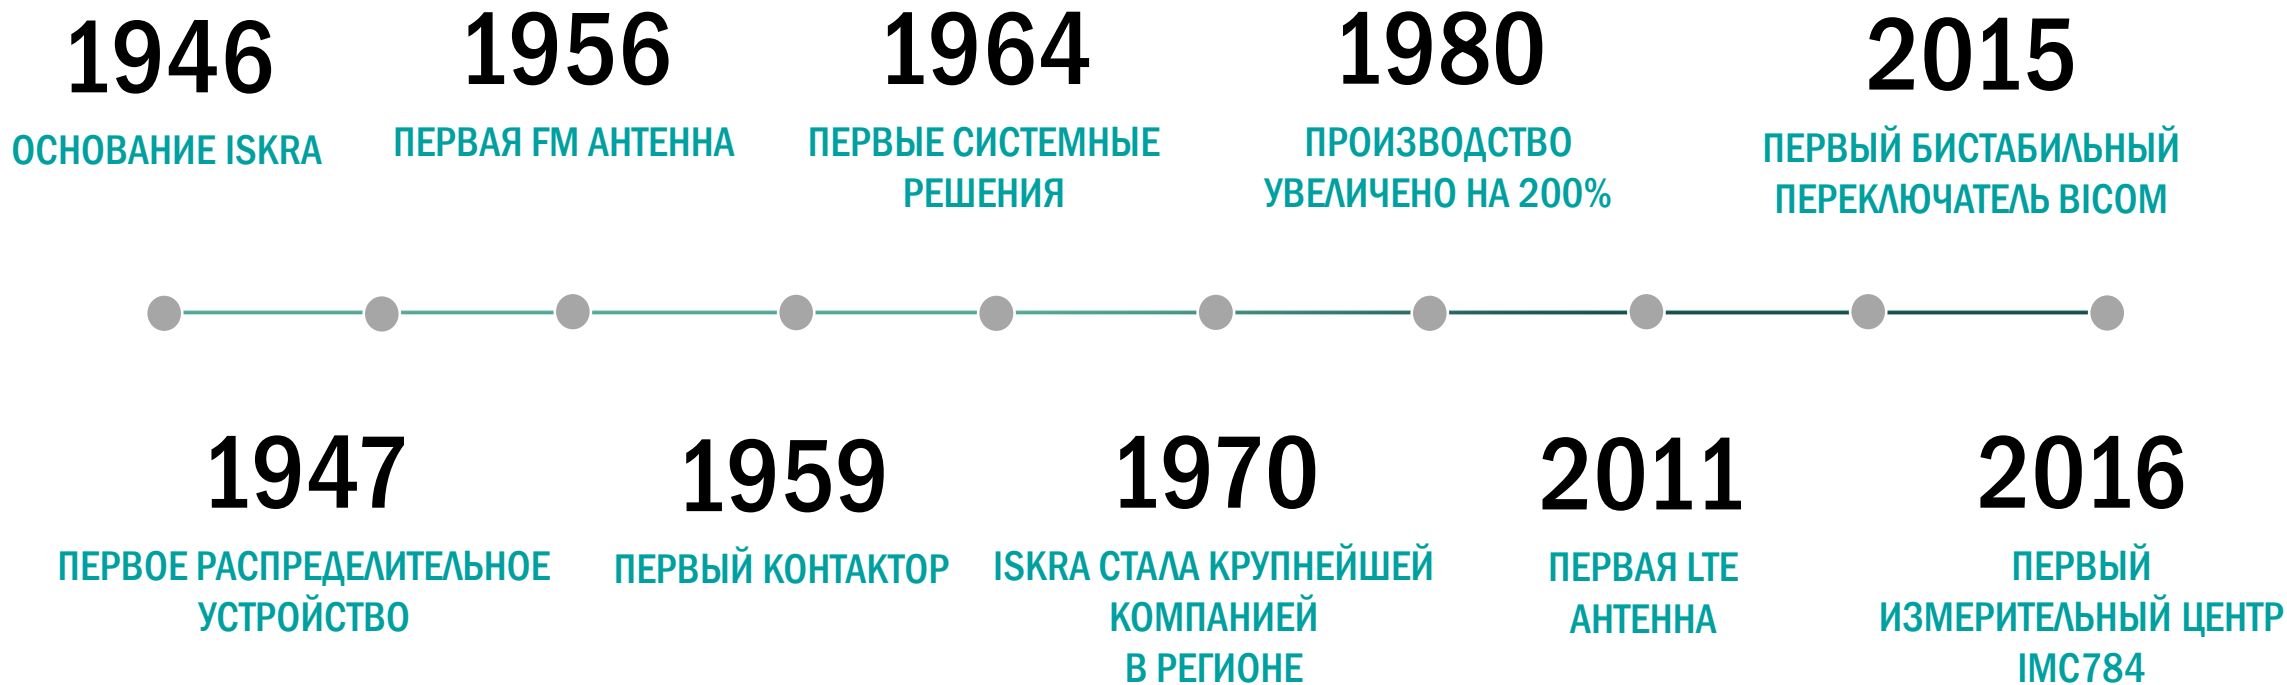 1946
ОСНОВАНИЕ ISKRA
1956
ПЕРВАЯ FM АНТЕННА
1964
ПЕРВЫЕ СИСТЕМНЫЕ
РЕШЕНИЯ
1980
ПРОИЗВОДСТВО
УВЕЛИЧЕНО НА 200%
2015
ПЕРВЫЙ БИСТАБИЛЬНЫЙ
ПЕРЕКЛЮЧАТЕЛЬ BICOM
1947
ПЕРВОЕ РАСПРЕДЕЛИТЕЛЬНОЕ
УСТРОЙСТВО
1959
ПЕРВЫЙ КОНТАКТОР
1970
ISKRA СТАЛА КРУПНЕЙШЕЙ
КОМПАНИЕЙ
В РЕГИОНЕ
2011
ПЕРВАЯ LTE
АНТЕННА
2016
ПЕРВЫЙ
ИЗМЕРИТЕЛЬНЫЙ ЦЕНТР
IMC784